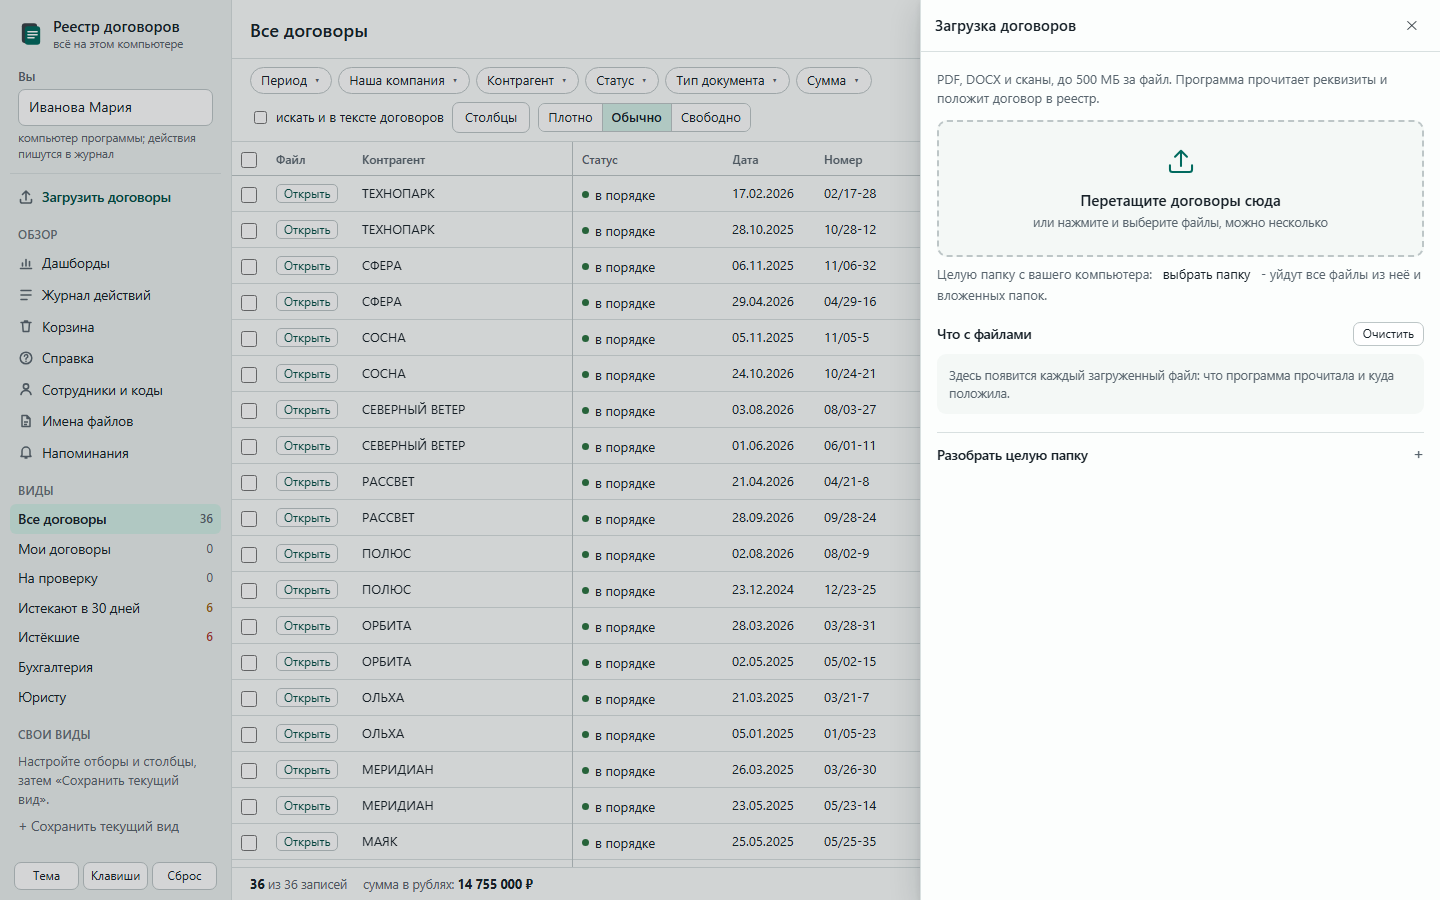 Реестр договоров
всё на этом компьютере
Вы
Иванова Мария
компьютер программы; действия
пишутся в журнал
Загрузить договоры
ОБЗОР
Дашборды
Журнал действий
Корзина
Справка
Сотрудники и коды
Имена файлов
Напоминания
ВИДЫ
Все договоры 36
Мои договоры 0
На проверку 0
Истекают в 30 дней 6
Истёкшие 6
Бухгалтерия
Юристу
СВОИ ВИДЫ
Настройте отборы и столбцы,
затем «Сохранить текущий
вид».
+ Сохранить текущий вид
Тема Клавиши Сброс
Все договоры
Период Наша компания Контрагент Статус Тип документа Сумма
искать и в тексте договоров Столбцы Плотно Обычно Свободно
Файл Контрагент Статус Дата Номер
Открыть ТЕХНОПАРК в порядке 17.02.2026 02/17-28
Открыть ТЕХНОПАРК в порядке 28.10.2025 10/28-12
Открыть СФЕРА в порядке 06.11.2025 11/06-32
Открыть СФЕРА в порядке 29.04.2026 04/29-16
Открыть СОСНА в порядке 05.11.2025 11/05-5
Открыть СОСНА в порядке 24.10.2026 10/24-21
Открыть СЕВЕРНЫЙ ВЕТЕР в порядке 03.08.2026 08/03-27
Открыть СЕВЕРНЫЙ ВЕТЕР в порядке 01.06.2026 06/01-11
Открыть РАССВЕТ в порядке 21.04.2026 04/21-8
Открыть РАССВЕТ в порядке 28.09.2026 09/28-24
Открыть ПОЛЮС в порядке 02.08.2026 08/02-9
Открыть ПОЛЮС в порядке 23.12.2024 12/23-25
Открыть ОРБИТА в порядке 28.03.2026 03/28-31
Открыть ОРБИТА в порядке 02.05.2025 05/02-15
Открыть ОЛЬХА в порядке 21.03.2025 03/21-7
Открыть ОЛЬХА в порядке 05.01.2025 01/05-23
Открыть МЕРИДИАН в порядке 26.03.2025 03/26-30
Открыть МЕРИДИАН в порядке 23.05.2025 05/23-14
Открыть МАЯК в порядке 25.05.2025 05/25-35
36 из 36 записей сумма в рублях: 14 755 000 ₽
Загрузка договоров
PDF, DOCX и сканы, до 500 МБ за файл. Программа прочитает реквизиты и
положит договор в реестр.
Перетащите договоры сюда
или нажмите и выберите файлы, можно несколько
Целую папку с вашего компьютера: выбрать папку - уйдут все файлы из неё и
вложенных папок.
Что с файлами Очистить
Здесь появится каждый загруженный файл: что программа прочитала и куда
положила.
Разобрать целую папку +